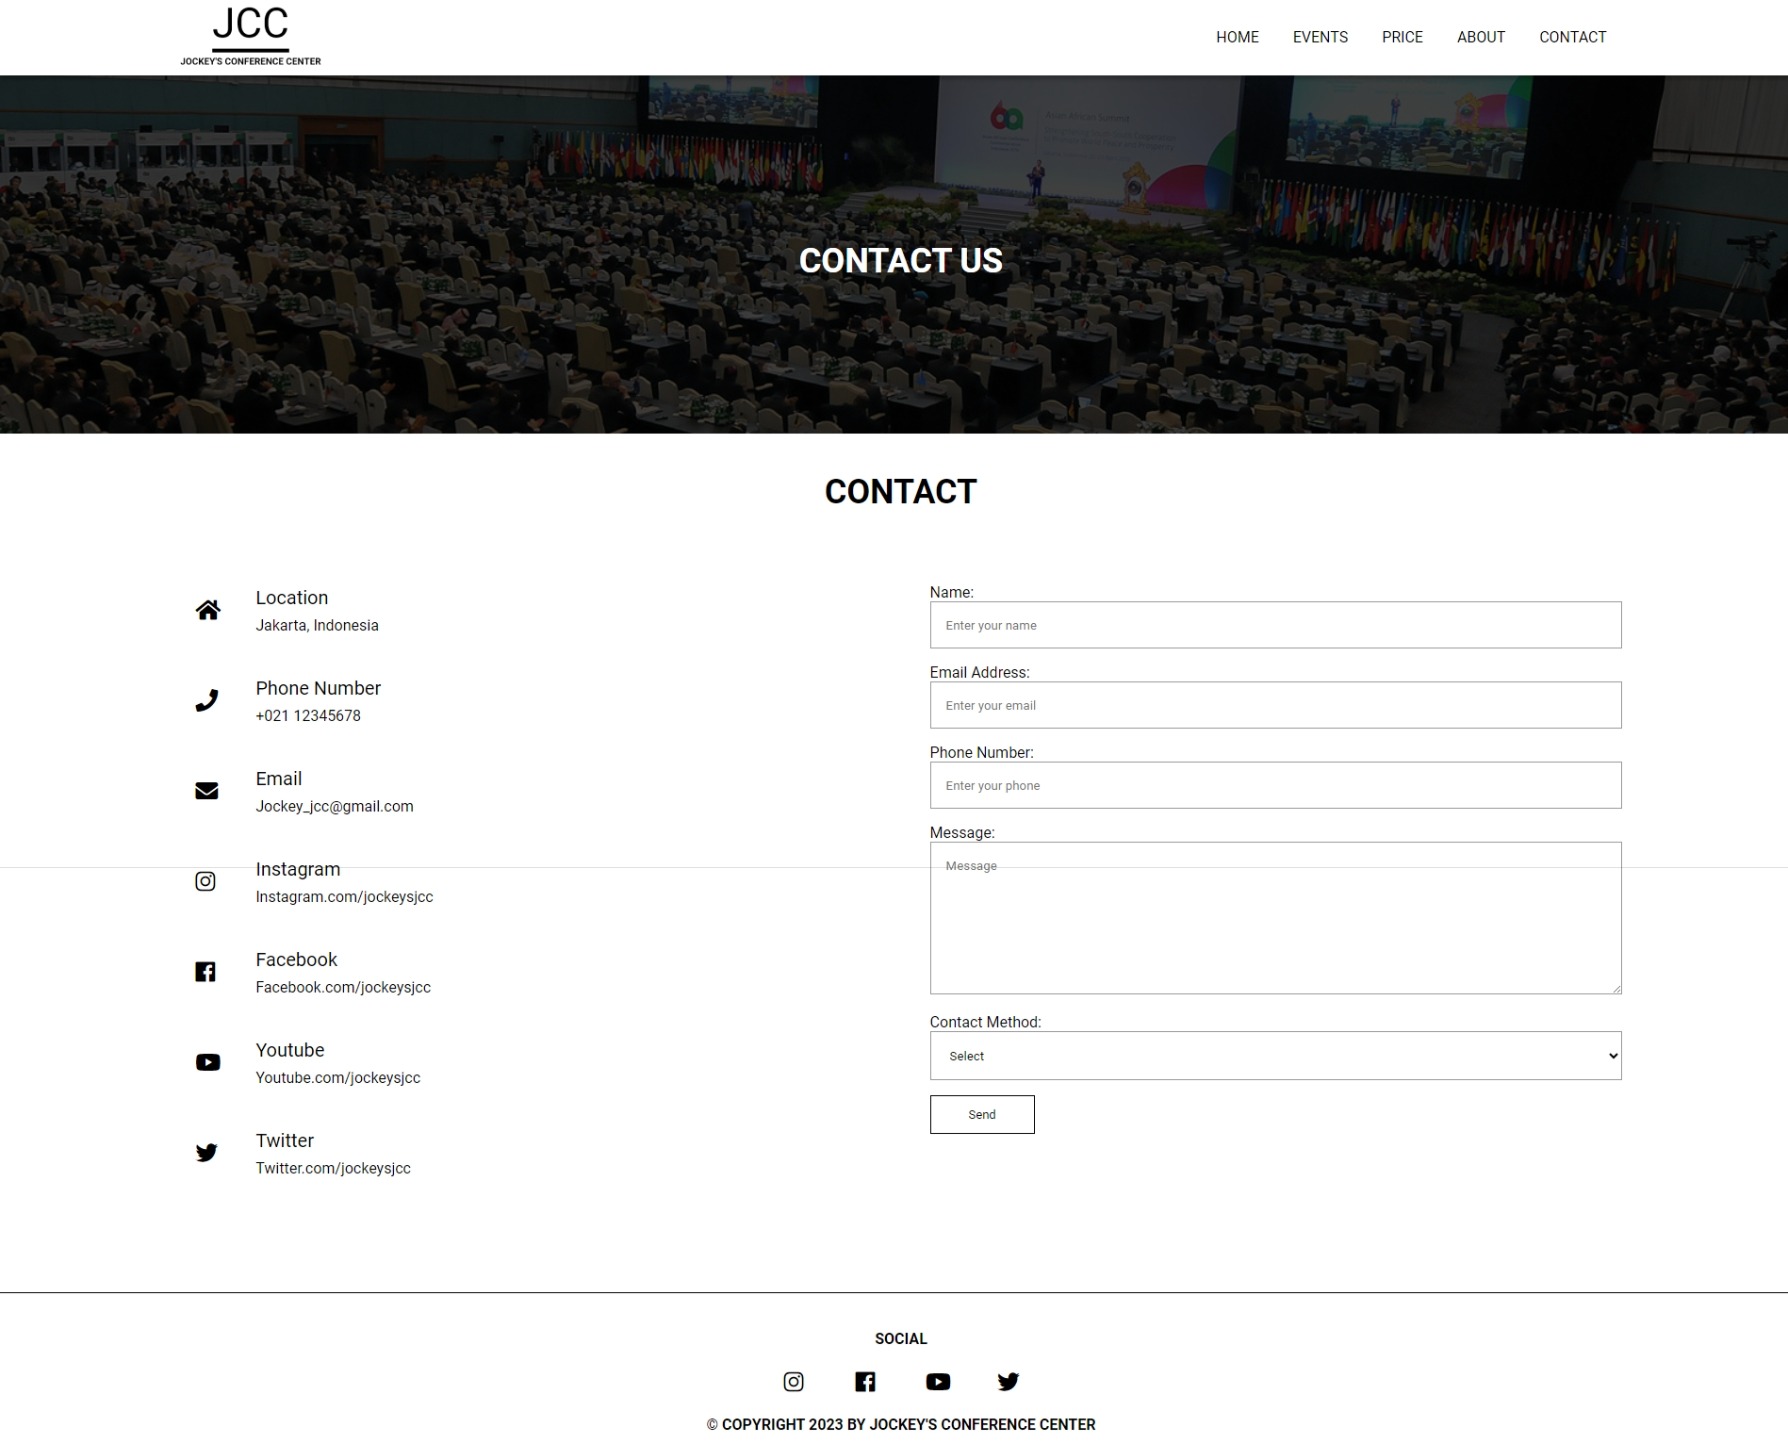 JCC
JOCKEY'S CONFERENCE CENTER
HOME EVENTS PRICE ABOUT CONTACT
Asian African Summit
CONTACT US
CONTACT
Location
Jakarta, Indonesia
Phone Number
+021 12345678
Email
Jockey_jcc@gmail.com
Instagram
Instagram.com/jockeysjcc
Facebook
Facebook.com/jockeysjcc
Youtube
Youtube.com/jockeysjcc
Twitter
Twitter.com/jockeysjcc
Name:
Enter your name
Email Address:
Enter your email
Phone Number:
Enter your phone
Message:
Message
Contact Method:
Select
Send
SOCIAL
© COPYRIGHT 2023 BY JOCKEY'S CONFERENCE CENTER